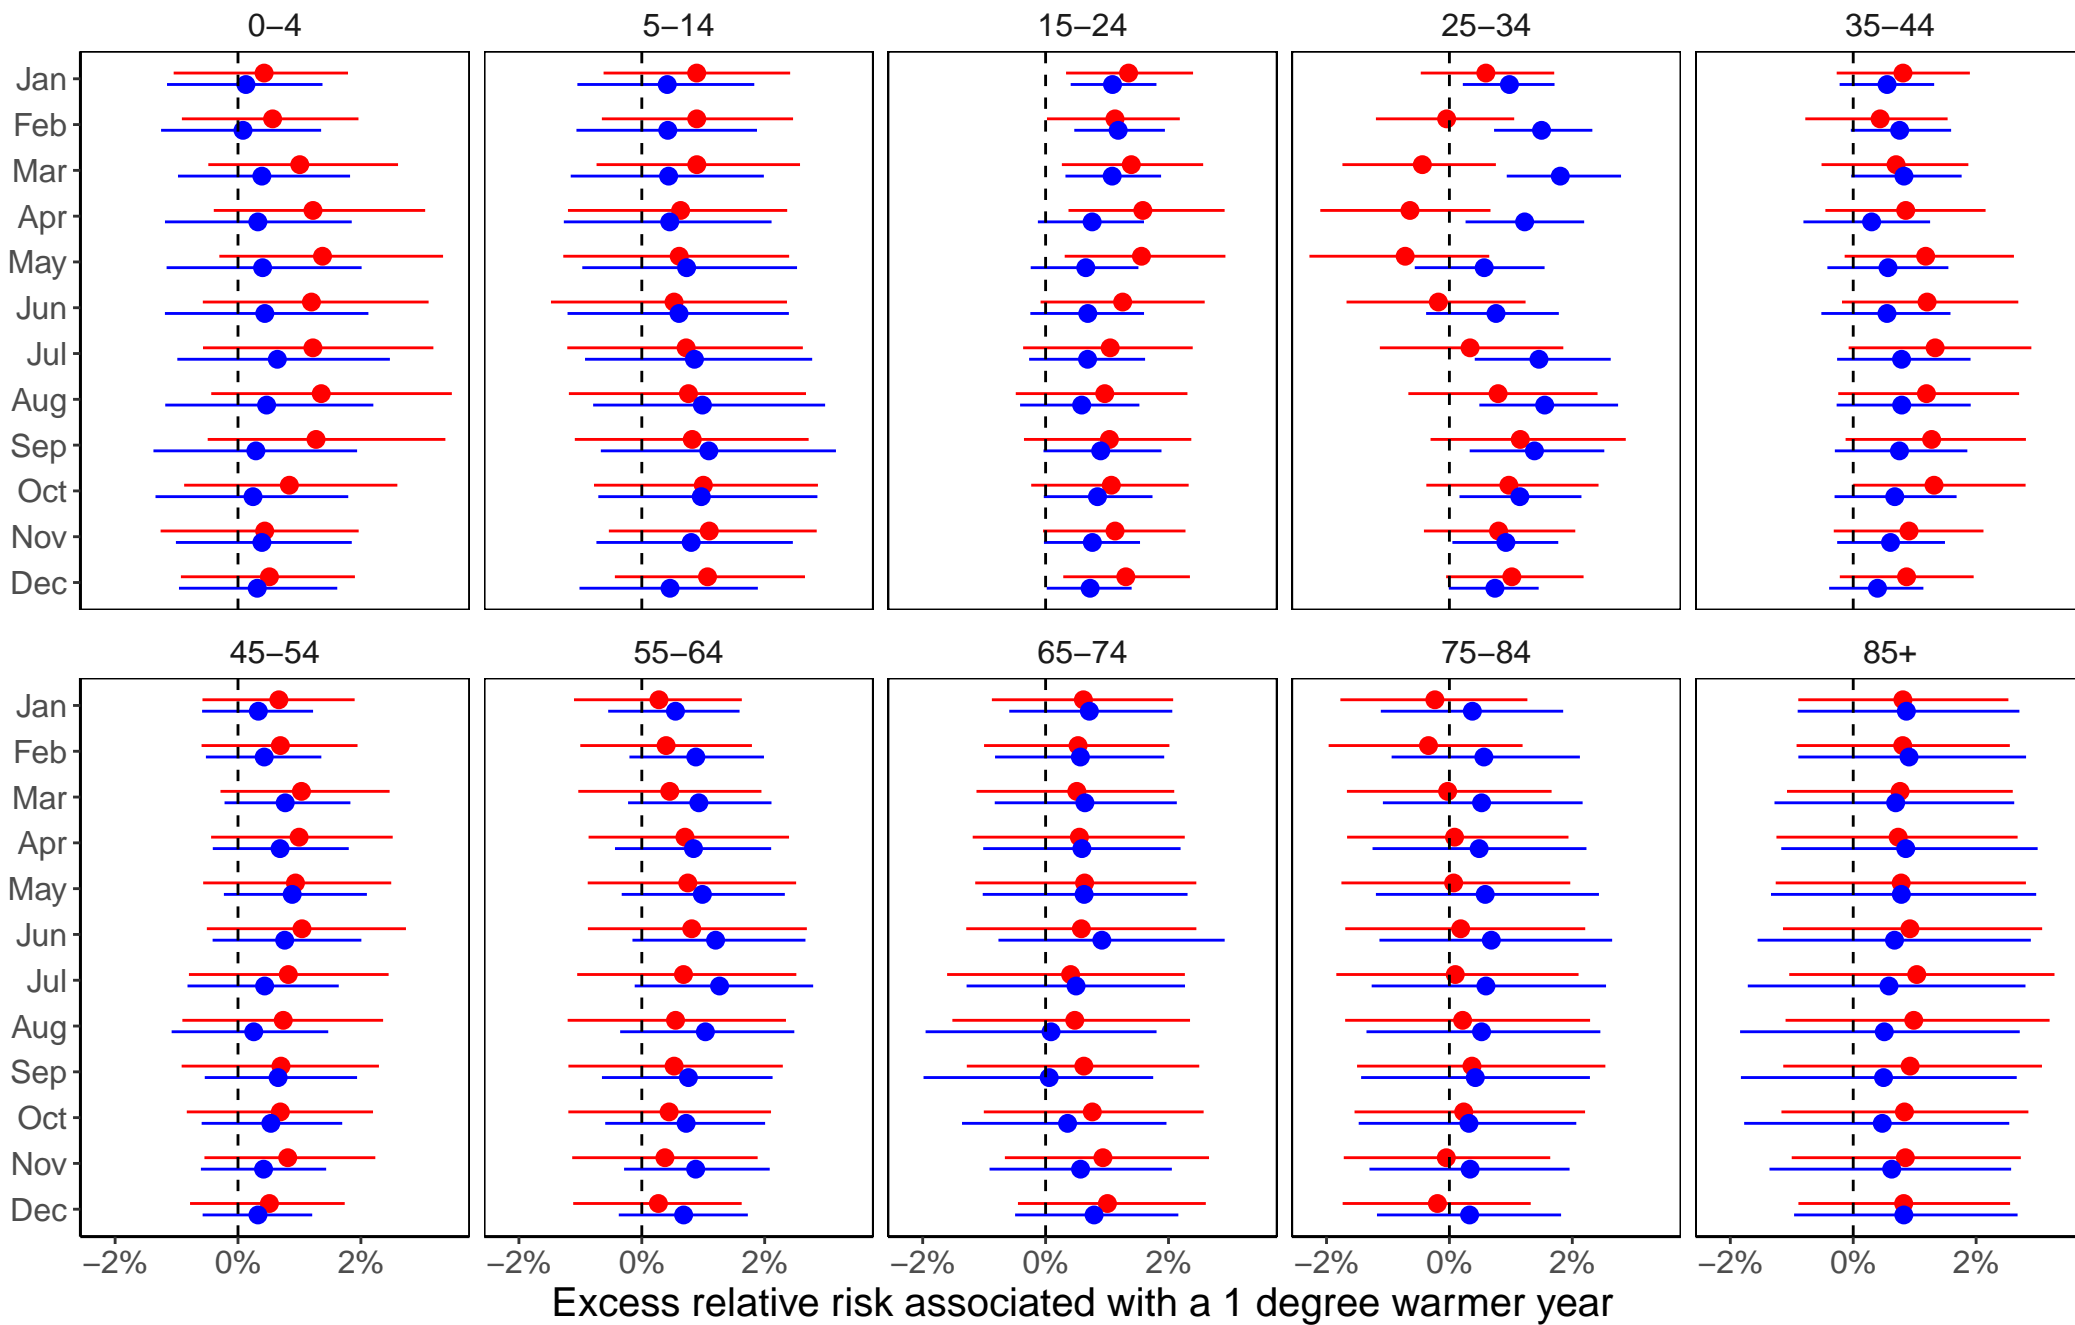 0–4 5–14 15–24 25–34 35–44
Jan
Feb
Mar
Apr
May
Jun
Jul
Aug
Sep
Oct
Nov
Dec
45–54 55–64 65–74 75–84 85+
Jan
Feb
Mar
Apr
May
Jun
Jul
Aug
Sep
Oct
Nov
Dec
−2% 0% 2% −2% 0% 2% −2% 0% 2% −2% 0% 2% −2% 0% 2%
Excess relative risk associated with a 1 degree warmer year